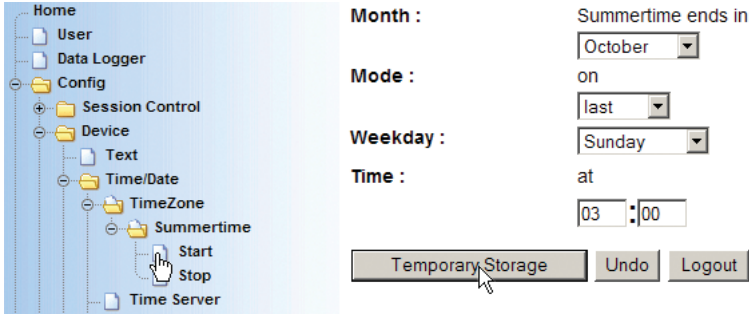 Home
User
Data Logger
Config
Session Control
Device
Text
Time/Date
TimeZone
Summertime
Start
Stop
Time Server
Month : Summertime ends in
October
Mode : on
last
Weekday : Sunday
Time : at
03 : 00
Temporary Storage Undo Logout